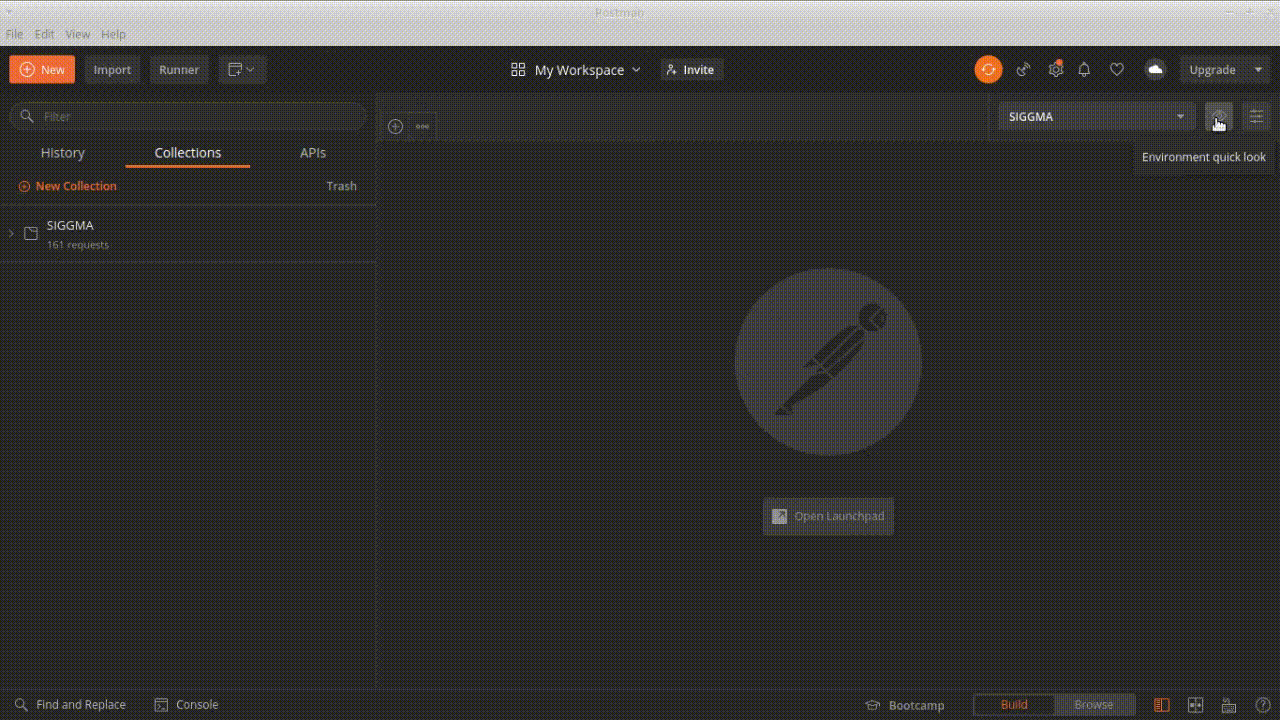 Postman
File Edit View Help
New Import Runner My Workspace Invite Upgrade
Filter
SIGGMA
History Collections APIs
Environment quick look
New Collection Trash
SIGGMA
161 requests
Open Launchpad
Find and Replace Console Bootcamp Build Browse